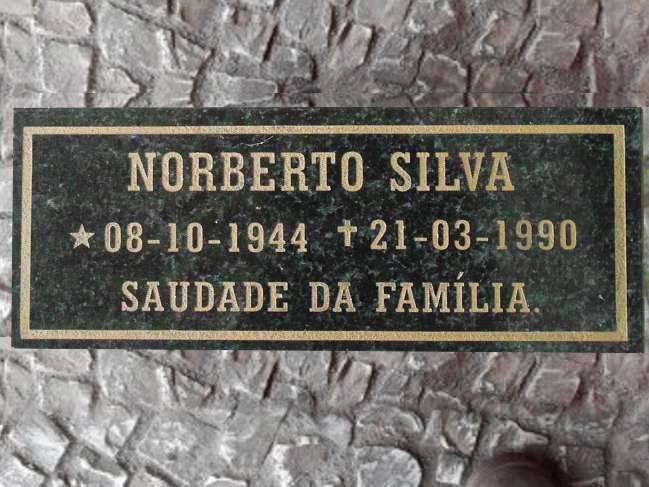 NORBERTO SILVA
★ 08-10-1944 ✝ 21-03-1990
SAUDADE DA FAMÍLIA.